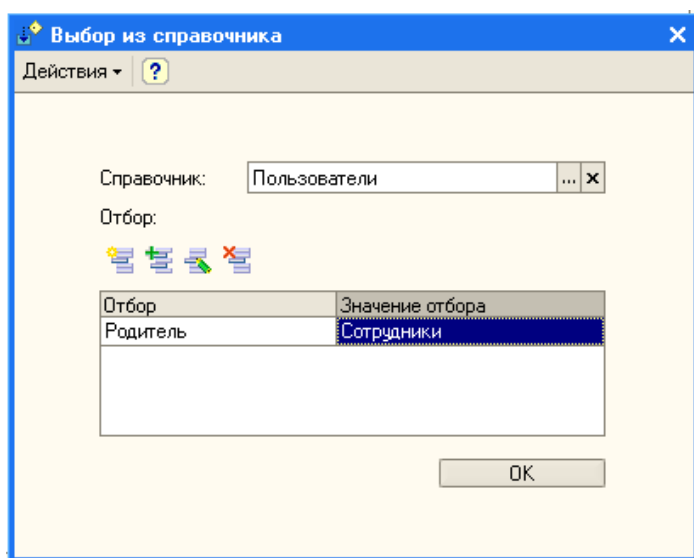 Выбор из справочника
Действия
Справочник: Пользователи ...
Отбор:
Отбор Значение отбора
Родитель Сотрудники
OK